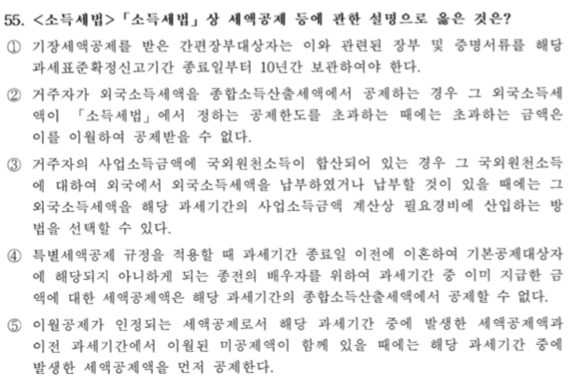 55. <소득세법>「소득세법」상 세액공제 등에 관한 설명으로 옳은 것은?
① 기장세액공제를 받은 간편장부대상자는 이와 관련된 장부 및 증명서류를 해당
과세표준확정신고기간 종료일부터 10년간 보관하여야 한다.
② 거주자가 외국소득세액을 종합소득산출세액에서 공제하는 경우 그 외국소득세
액이 「소득세법」에서 정하는 공제한도를 초과하는 때에는 초과하는 금액은
이를 이월하여 공제받을 수 없다.
③ 거주자의 사업소득금액에 국외원천소득이 합산되어 있는 경우 그 국외원천소득
에 대하여 외국에서 외국소득세액을 납부하였거나 납부할 것이 있을 때에는 그
외국소득세액을 해당 과세기간의 사업소득금액 계산상 필요경비에 산입하는 방
법을 선택할 수 있다.
④ 특별세액공제 규정을 적용할 때 과세기간 종료일 이전에 이혼하여 기본공제대상자
에 해당되지 아니하게 되는 종전의 배우자를 위하여 과세기간 중 이미 지급한 금
액에 대한 세액공제액은 해당 과세기간의 종합소득산출세액에서 공제할 수 없다.
⑤ 이월공제가 인정되는 세액공제로서 해당 과세기간 중에 발생한 세액공제액과
이전 과세기간에서 이월된 미공제액이 함께 있을 때에는 해당 과세기간 중에
발생한 세액공제액을 먼저 공제한다.